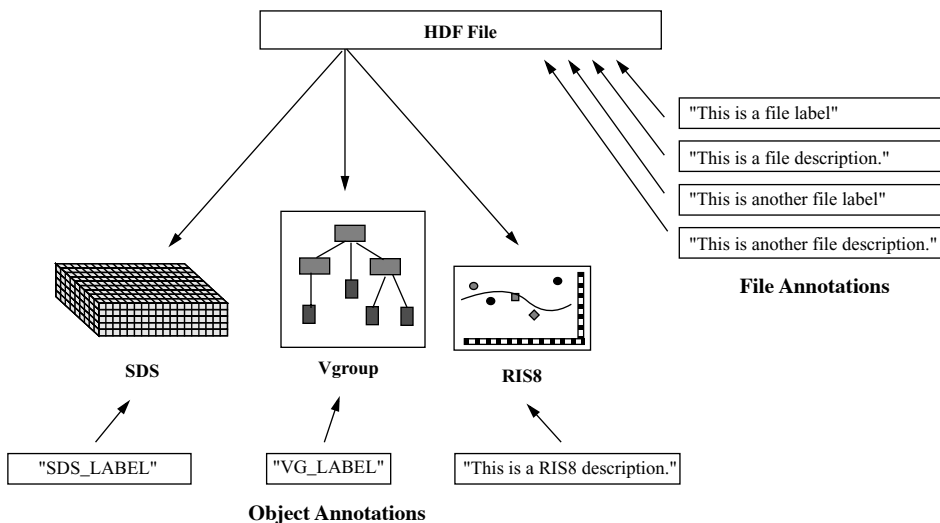 HDF File
"This is a file label"
"This is a file description."
"This is another file label"
"This is another file description."
File Annotations
SDS
Vgroup
RIS8
"SDS_LABEL"
"VG_LABEL"
"This is a RIS8 description."
Object Annotations